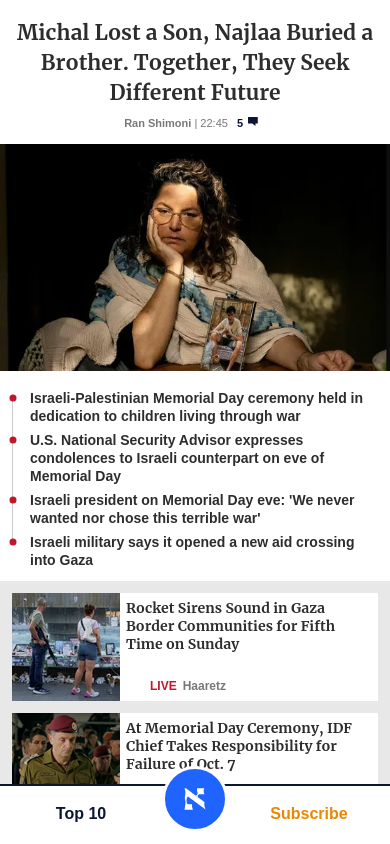 Michal Lost a Son, Najlaa Buried a
Brother. Together, They Seek
Different Future
Ran Shimoni | 22:45 5
Israeli-Palestinian Memorial Day ceremony held in
dedication to children living through war
U.S. National Security Advisor expresses
condolences to Israeli counterpart on eve of
Memorial Day
Israeli president on Memorial Day eve: 'We never
wanted nor chose this terrible war'
Israeli military says it opened a new aid crossing
into Gaza
Rocket Sirens Sound in Gaza
Border Communities for Fifth
Time on Sunday
LIVE Haaretz
At Memorial Day Ceremony, IDF
Chief Takes Responsibility for
Failure of Oct. 7
Top 10
Subscribe